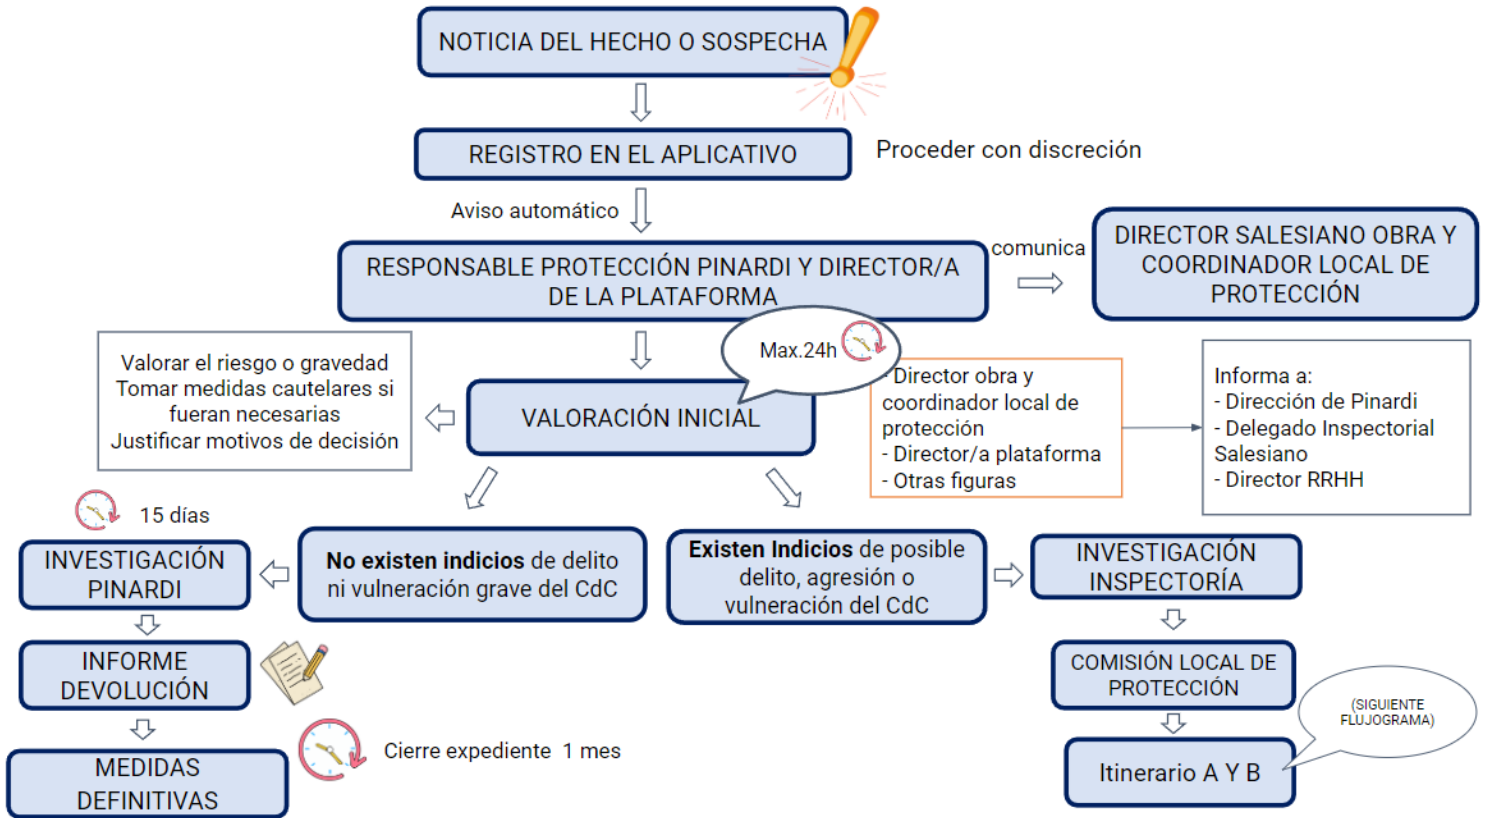 NOTICIA DEL HECHO O SOSPECHA
REGISTRO EN EL APLICATIVO
Proceder con discreción
Aviso automático
RESPONSABLE PROTECCIÓN PINARDI Y DIRECTOR/A
DE LA PLATAFORMA
comunica
DIRECTOR SALESIANO OBRA Y
COORDINADOR LOCAL DE
PROTECCIÓN
Max.24h
Valorar el riesgo o gravedad
Tomar medidas cautelares si
fueran necesarias
Justificar motivos de decisión
VALORACIÓN INICIAL
- Director obra y
coordinador local de
protección
- Director/a plataforma
- Otras figuras
Informa a:
- Dirección de Pinardi
- Delegado Inspectorial
Salesiano
- Director RRHH
15 días
INVESTIGACIÓN
PINARDI
No existen indicios de delito
ni vulneración grave del CdC
Existen Indicios de posible
delito, agresión o
vulneración del CdC
INVESTIGACIÓN
INSPECTORÍA
INFORME
DEVOLUCIÓN
COMISIÓN LOCAL DE
PROTECCIÓN
(SIGUIENTE
FLUJOGRAMA)
MEDIDAS
DEFINITIVAS
Cierre expediente 1 mes
Itinerario A Y B